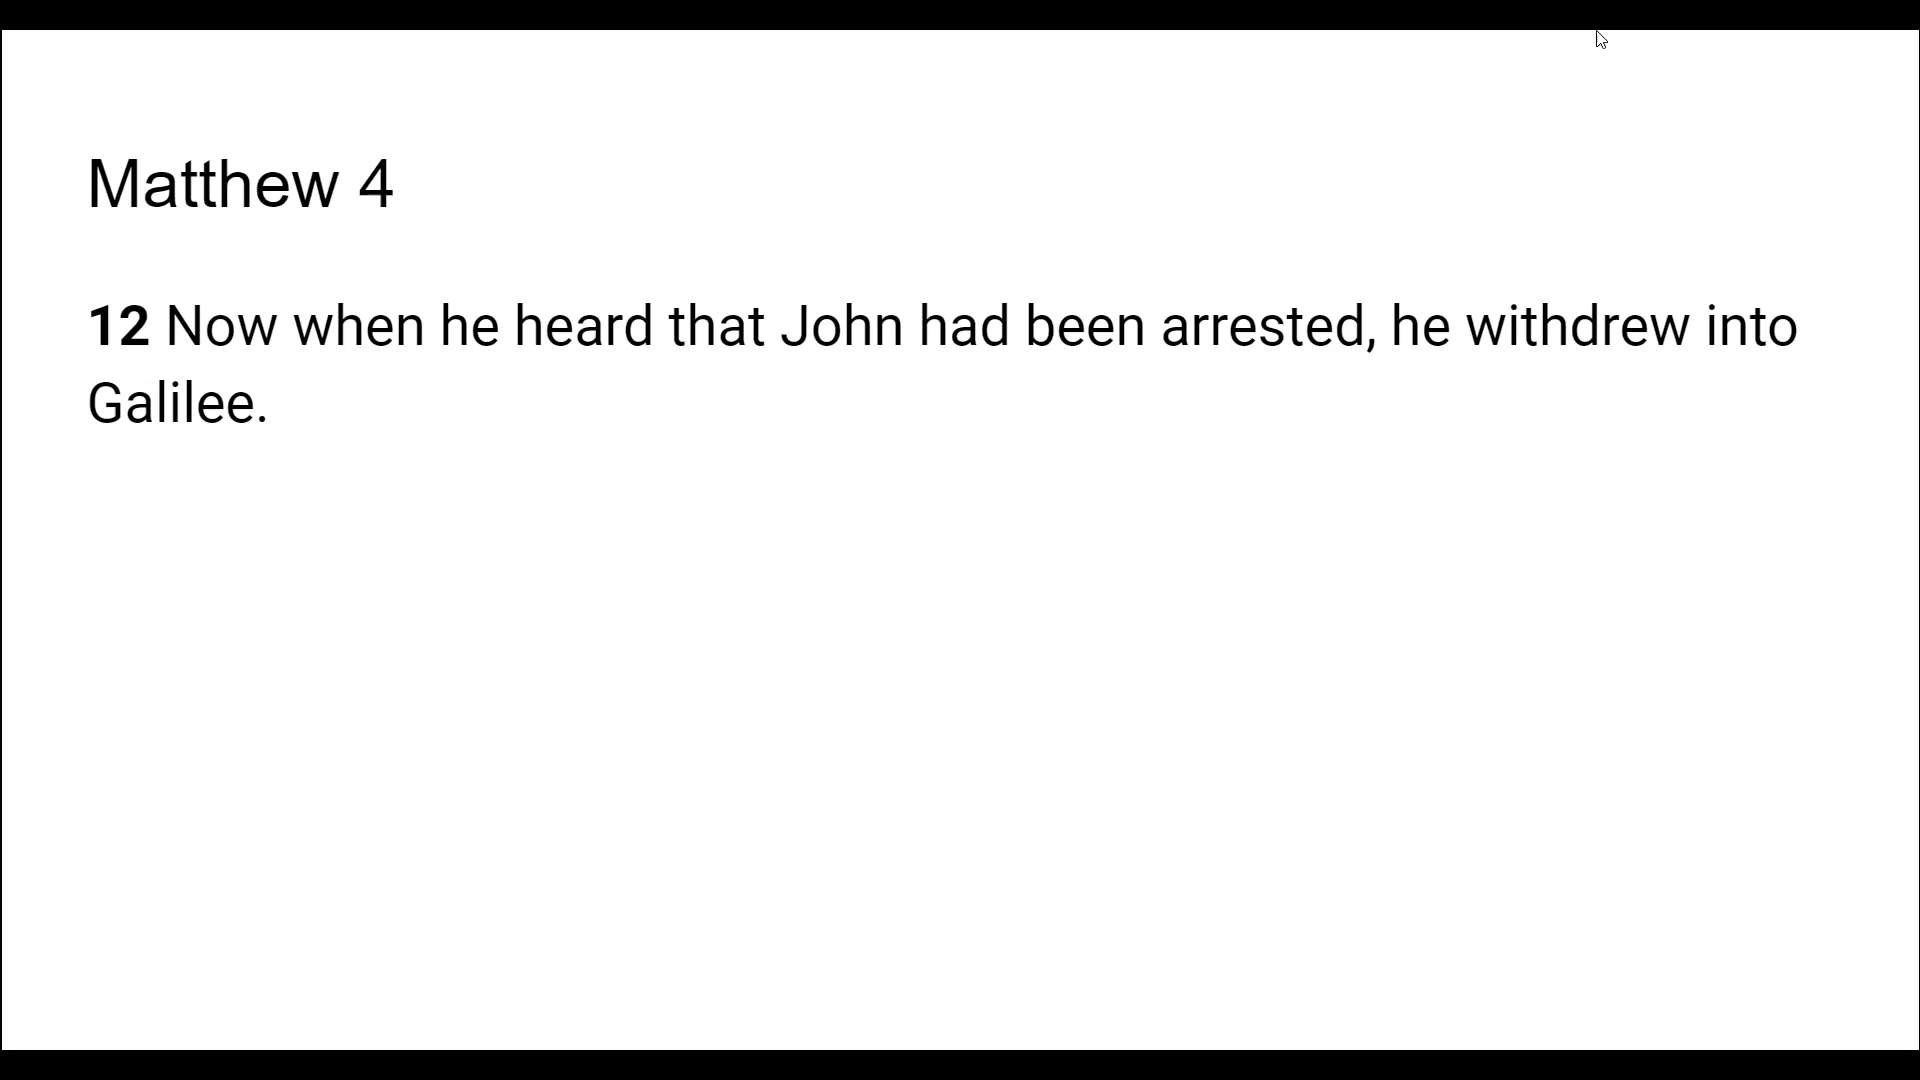 Matthew 4
12 Now when he heard that John had been arrested, he withdrew into
Galilee.